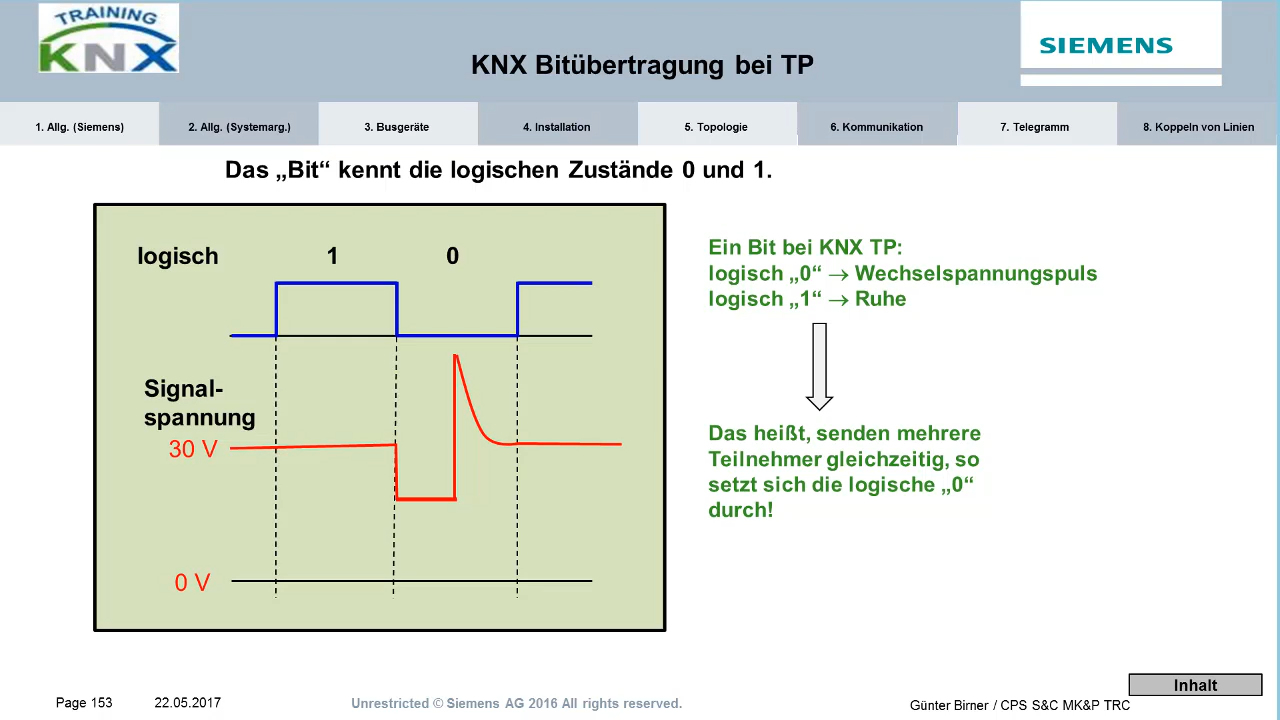 TRAINING
KNX
KNX Bitübertragung bei TP
SIEMENS
1. Allg. (Siemens)
2. Allg. (Systemarg.)
3. Busgeräte
4. Installation
5. Topologie
6. Kommunikation
7. Telegramm
8. Koppeln von Linien
Das „Bit“ kennt die logischen Zustände 0 und 1.
logisch 1 0
Signal-
spannung
30 V
0 V
Ein Bit bei KNX TP:
logisch „0“ → Wechselspannungspuls
logisch „1“ → Ruhe
Das heißt, senden mehrere
Teilnehmer gleichzeitig, so
setzt sich die logische „0“
durch!
Inhalt
Page 153 22.05.2017 Unrestricted © Siemens AG 2016 All rights reserved. Günter Birner / CPS S&C MK&P TRC